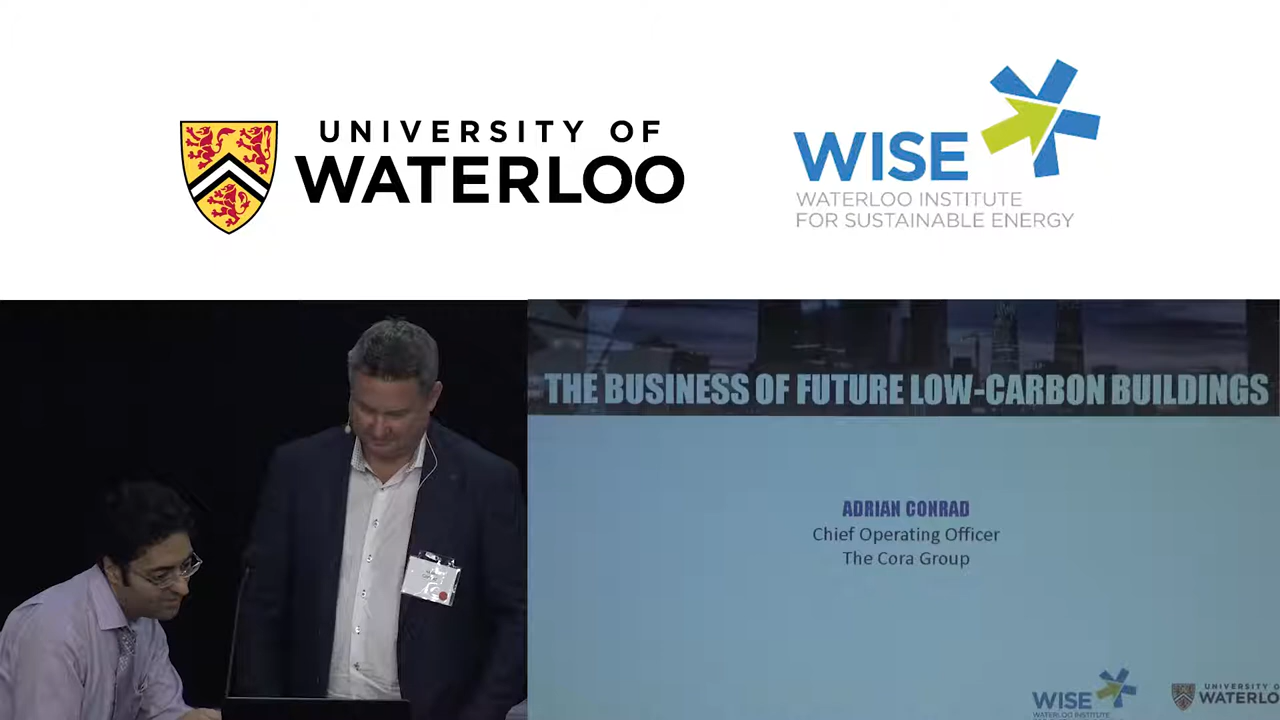 UNIVERSITY OF
WATERLOO
WISE
WATERLOO INSTITUTE
FOR SUSTAINABLE ENERGY
THE BUSINESS OF FUTURE LOW-CARBON BUILDINGS
ADRIAN CONRAD
Chief Operating Officer
The Cora Group
WISE
WATERLOO INSTITUTE
UNIVERSITY O
WATERLO